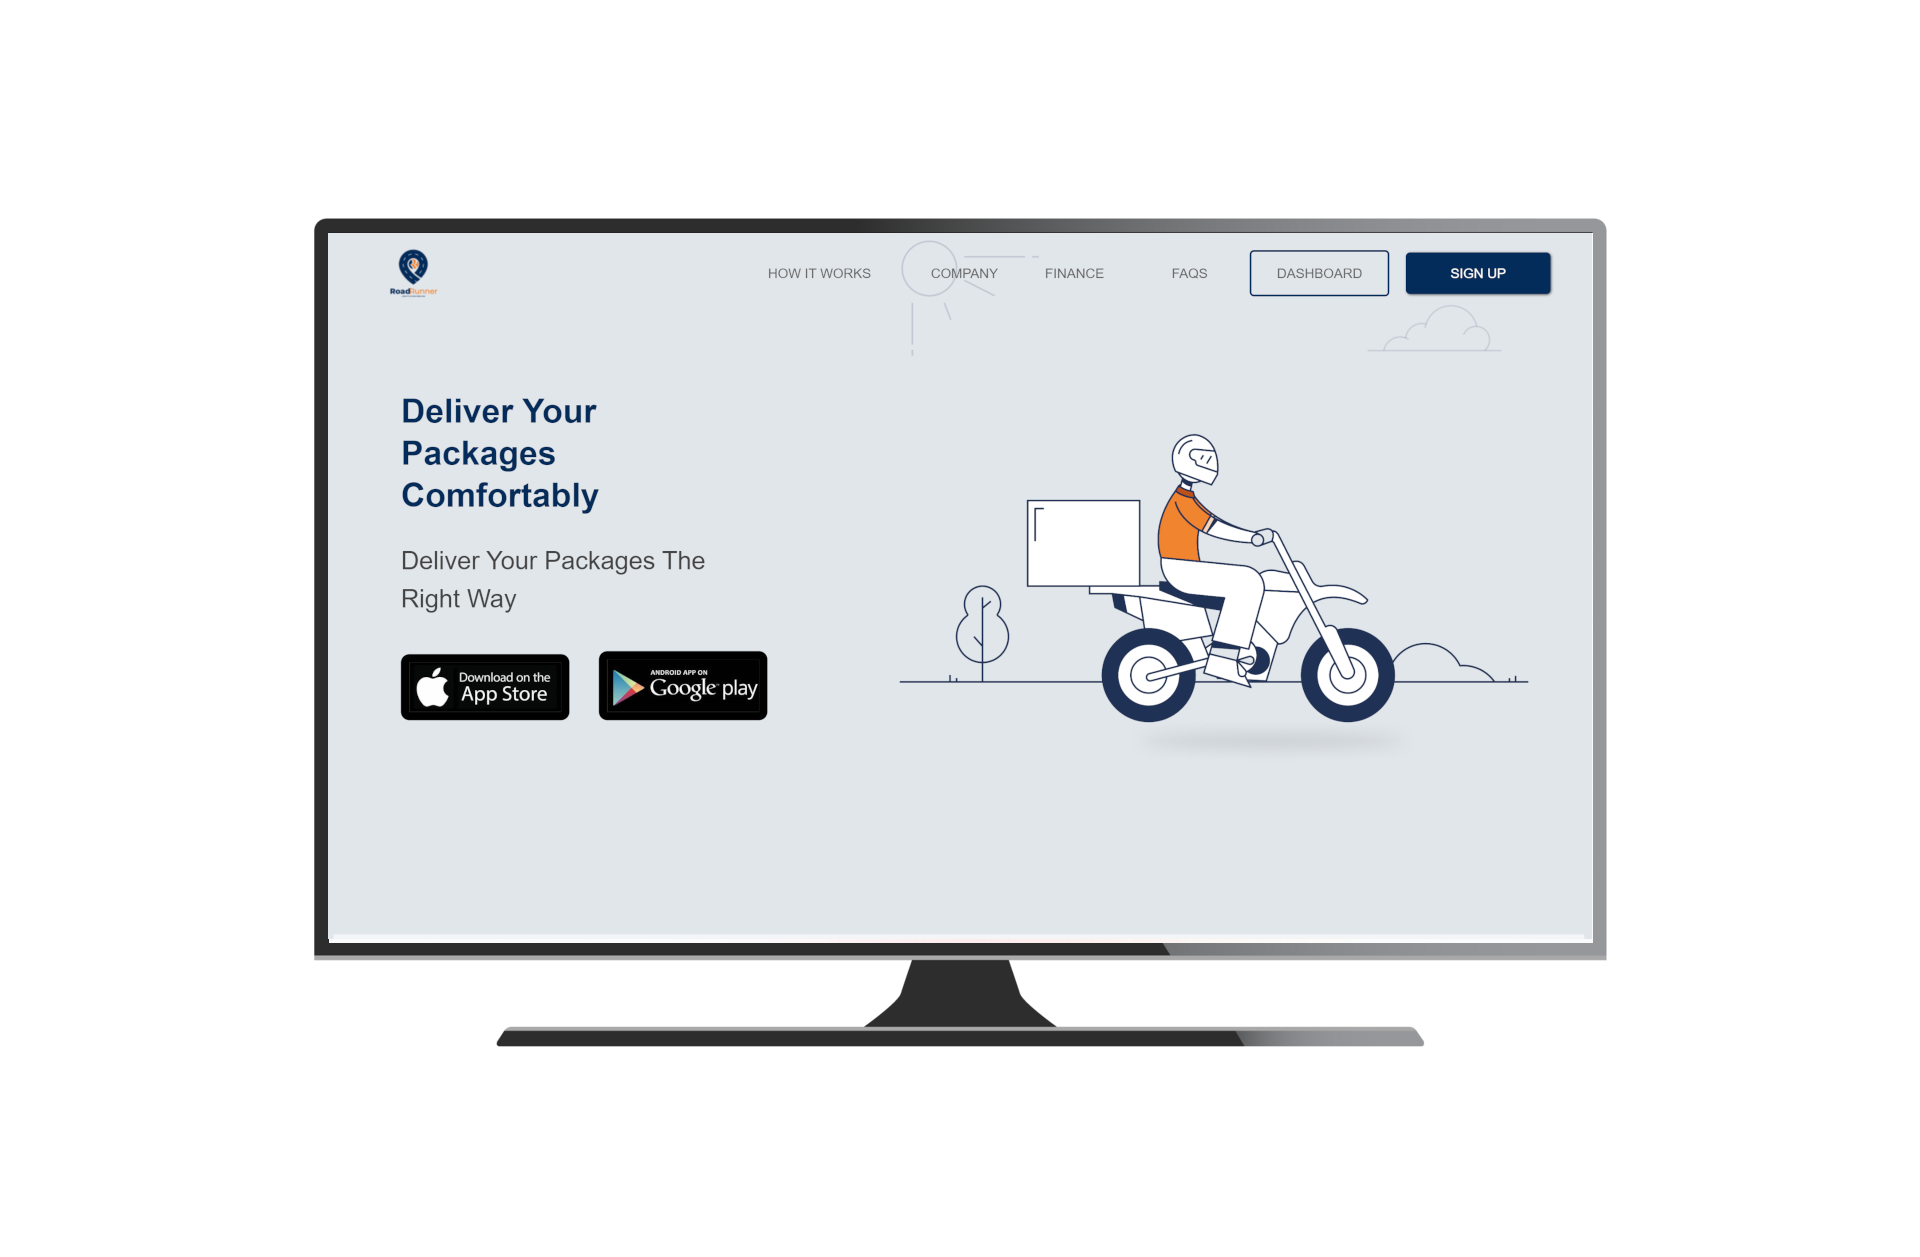 RoadRunner
HOW IT WORKS
COMPANY
FINANCE
FAQS
DASHBOARD
SIGN UP
Deliver Your
Packages
Comfortably
Deliver Your Packages The
Right Way
Download on the
App Store
ANDROID APP ON
Google play